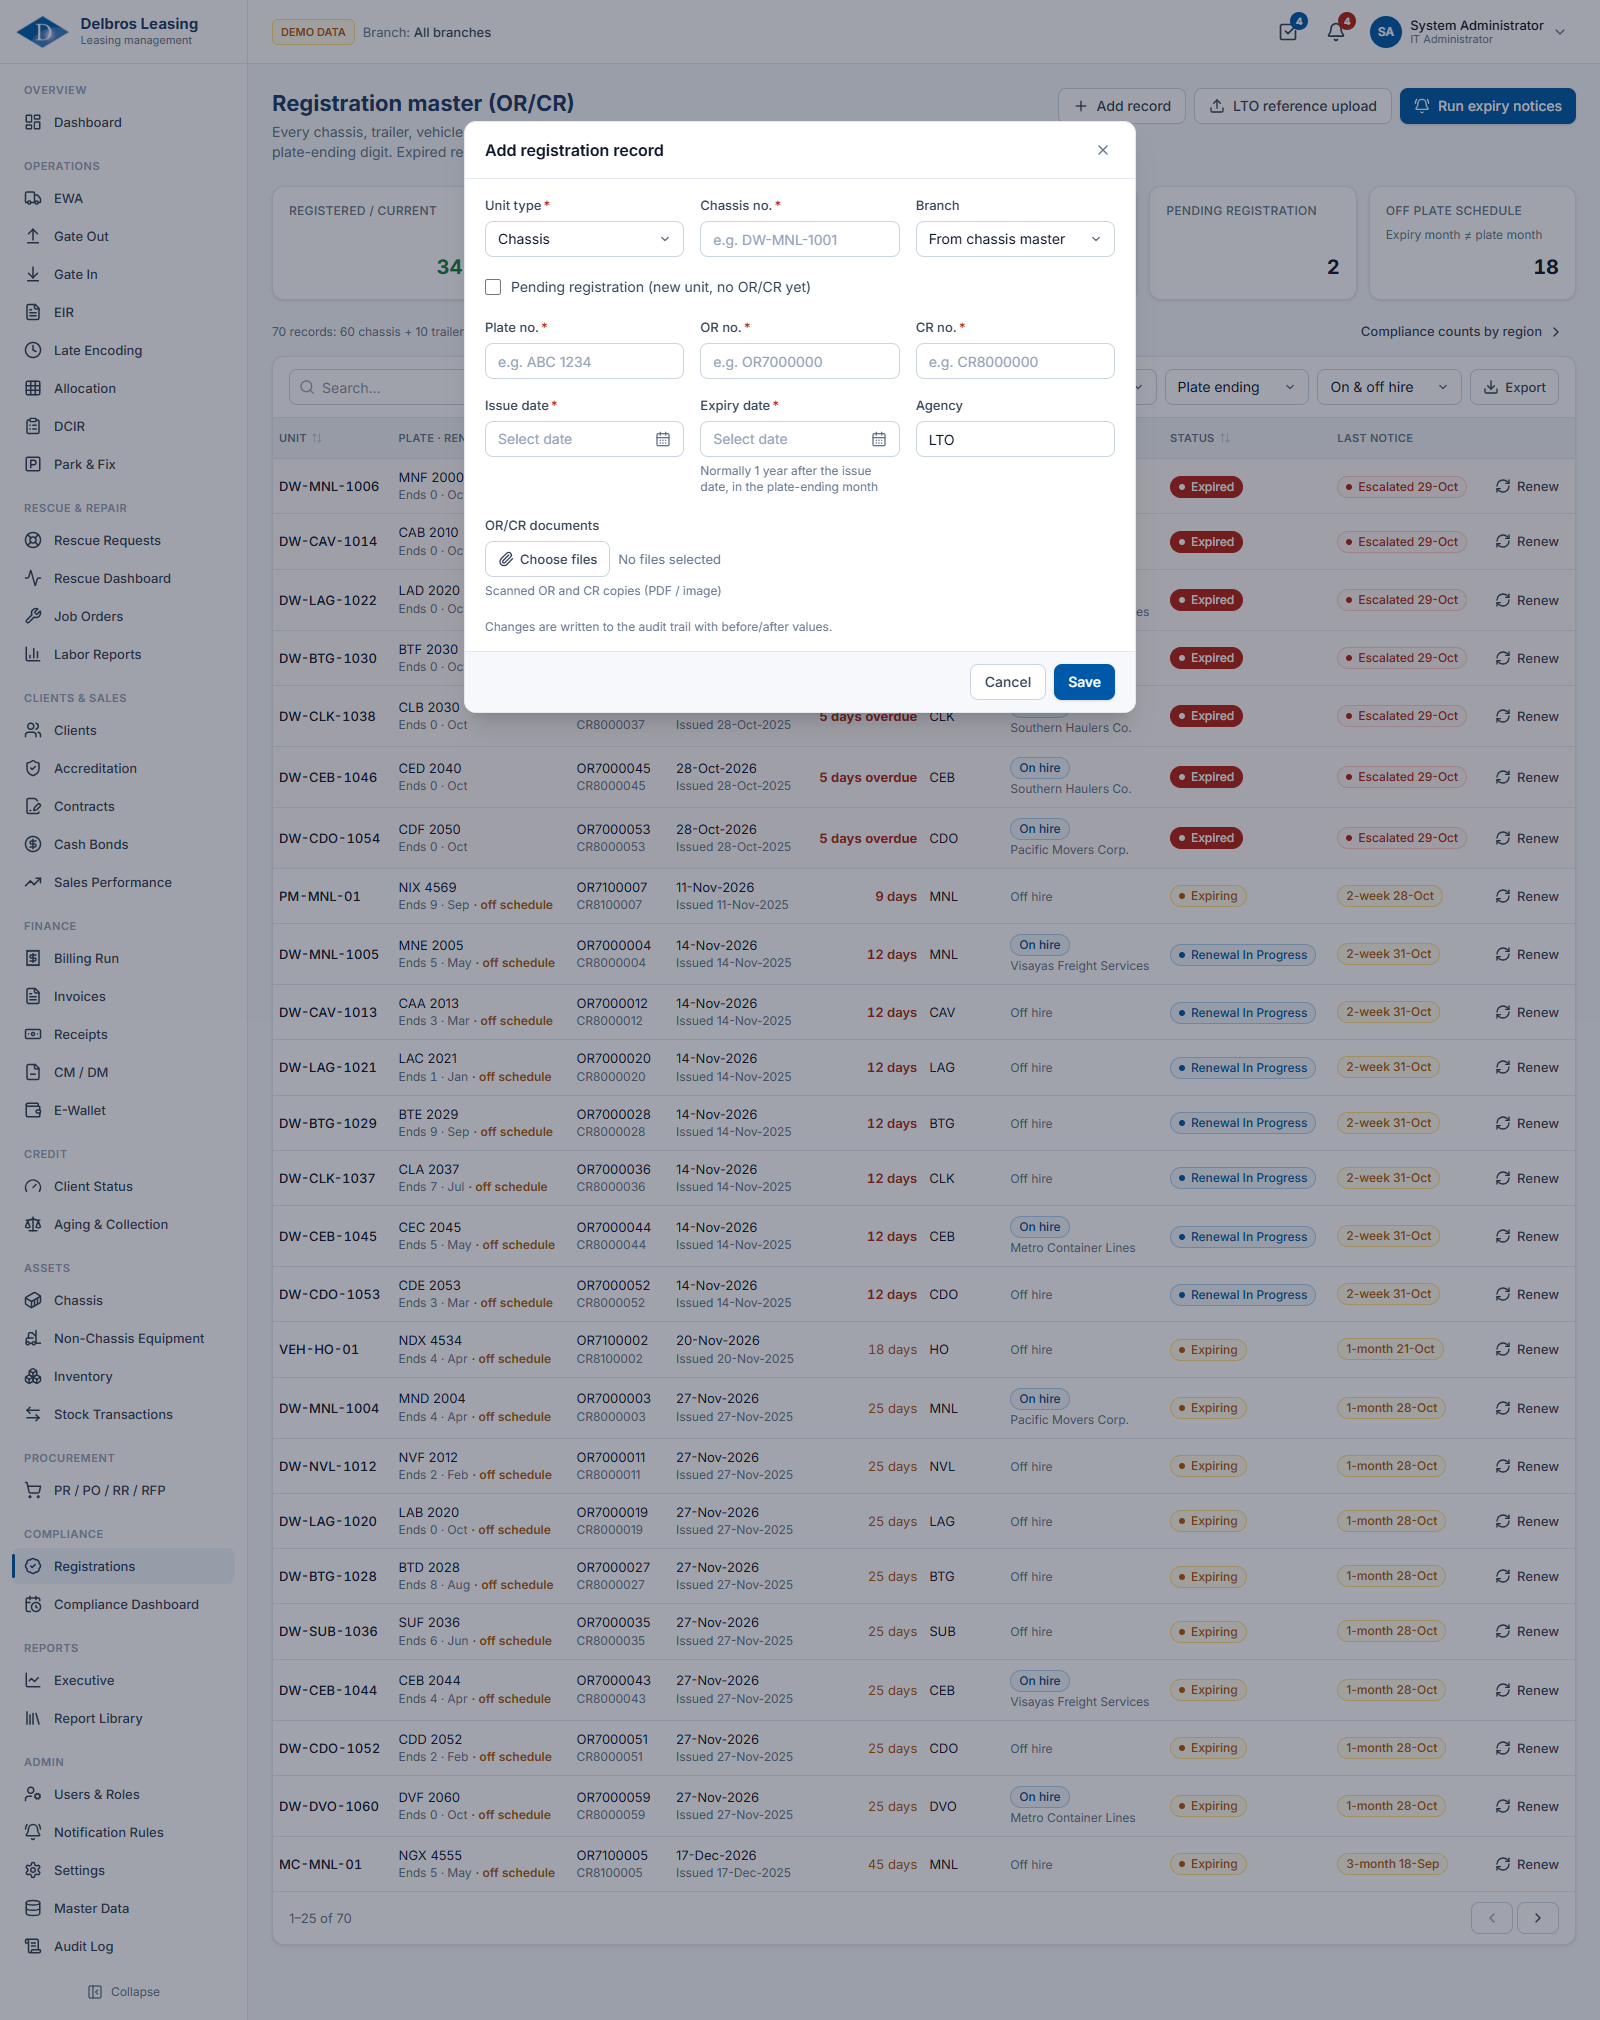 Delbros Leasing
Leasing management
DEMO DATA
Branch: All branches
4
4
SA
System Administrator
IT Administrator
OVERVIEW
Dashboard
OPERATIONS
EWA
Gate Out
Gate In
EIR
Late Encoding
Allocation
DCIR
Park & Fix
RESCUE & REPAIR
Rescue Requests
Rescue Dashboard
Job Orders
Labor Reports
CLIENTS & SALES
Clients
Accreditation
Contracts
Cash Bonds
Sales Performance
FINANCE
Billing Run
Invoices
Receipts
CM / DM
E-Wallet
CREDIT
Client Status
Aging & Collection
ASSETS
Chassis
Non-Chassis Equipment
Inventory
Stock Transactions
PROCUREMENT
PR / PO / RR / RFP
COMPLIANCE
Registrations
Compliance Dashboard
REPORTS
Executive
Report Library
ADMIN
Users & Roles
Notification Rules
Settings
Master Data
Audit Log
Collapse
Registration master (OR/CR)
Every chassis, trailer, vehicle
plate-ending digit. Expired re
Add record
LTO reference upload
Run expiry notices
REGISTERED / CURRENT
34
PENDING REGISTRATION
2
OFF PLATE SCHEDULE
Expiry month ≠ plate month
18
70 records: 60 chassis + 10 trailer
Compliance counts by region
Search...
Plate ending
On & off hire
Export
Add registration record
Unit type *
Chassis no. *
Branch
Chassis
e.g. DW-MNL-1001
From chassis master
Pending registration (new unit, no OR/CR yet)
Plate no. *
OR no. *
CR no. *
e.g. ABC 1234
e.g. OR7000000
e.g. CR8000000
Issue date *
Expiry date *
Agency
Select date
Select date
LTO
Normally 1 year after the issue
date, in the plate-ending month
OR/CR documents
Choose files
No files selected
Scanned OR and CR copies (PDF / image)
Changes are written to the audit trail with before/after values.
Cancel
Save
UNIT
PLATE · REN
STATUS
LAST NOTICE
DW-MNL-1006
MNF 2000
Ends 0 · Oc
Expired
Escalated 29-Oct
Renew
DW-CAV-1014
CAB 2010
Ends 0 · Oc
Expired
Escalated 29-Oct
Renew
DW-LAG-1022
LAD 2020
Ends 0 · Oc
es
Expired
Escalated 29-Oct
Renew
DW-BTG-1030
BTF 2030
Ends 0 · Oc
Expired
Escalated 29-Oct
Renew
DW-CLK-1038
CLB 2030
Ends 0 · Oct
CR8000037
Issued 28-Oct-2025
5 days overdue
CLK
Southern Haulers Co.
Expired
Escalated 29-Oct
Renew
DW-CEB-1046
CED 2040
Ends 0 · Oct
OR7000045
CR8000045
28-Oct-2026
Issued 28-Oct-2025
5 days overdue
CEB
On hire
Southern Haulers Co.
Expired
Escalated 29-Oct
Renew
DW-CDO-1054
CDF 2050
Ends 0 · Oct
OR7000053
CR8000053
28-Oct-2026
Issued 28-Oct-2025
5 days overdue
CDO
On hire
Pacific Movers Corp.
Expired
Escalated 29-Oct
Renew
PM-MNL-01
NIX 4569
Ends 9 · Sep · off schedule
OR7100007
CR8100007
11-Nov-2026
Issued 11-Nov-2025
9 days
MNL
Off hire
Expiring
2-week 28-Oct
Renew
DW-MNL-1005
MNE 2005
Ends 5 · May · off schedule
OR7000004
CR8000004
14-Nov-2026
Issued 14-Nov-2025
12 days
MNL
On hire
Visayas Freight Services
Renewal In Progress
2-week 31-Oct
Renew
DW-CAV-1013
CAA 2013
Ends 3 · Mar · off schedule
OR7000012
CR8000012
14-Nov-2026
Issued 14-Nov-2025
12 days
CAV
Off hire
Renewal In Progress
2-week 31-Oct
Renew
DW-LAG-1021
LAC 2021
Ends 1 · Jan · off schedule
OR7000020
CR8000020
14-Nov-2026
Issued 14-Nov-2025
12 days
LAG
Off hire
Renewal In Progress
2-week 31-Oct
Renew
DW-BTG-1029
BTE 2029
Ends 9 · Sep · off schedule
OR7000028
CR8000028
14-Nov-2026
Issued 14-Nov-2025
12 days
BTG
Off hire
Renewal In Progress
2-week 31-Oct
Renew
DW-CLK-1037
CLA 2037
Ends 7 · Jul · off schedule
OR7000036
CR8000036
14-Nov-2026
Issued 14-Nov-2025
12 days
CLK
Off hire
Renewal In Progress
2-week 31-Oct
Renew
DW-CEB-1045
CEC 2045
Ends 5 · May · off schedule
OR7000044
CR8000044
14-Nov-2026
Issued 14-Nov-2025
12 days
CEB
On hire
Metro Container Lines
Renewal In Progress
2-week 31-Oct
Renew
DW-CDO-1053
CDE 2053
Ends 3 · Mar · off schedule
OR7000052
CR8000052
14-Nov-2026
Issued 14-Nov-2025
12 days
CDO
Off hire
Renewal In Progress
2-week 31-Oct
Renew
VEH-HO-01
NDX 4534
Ends 4 · Apr · off schedule
OR7100002
CR8100002
20-Nov-2026
Issued 20-Nov-2025
18 days
HO
Off hire
Expiring
1-month 21-Oct
Renew
DW-MNL-1004
MND 2004
Ends 4 · Apr · off schedule
OR7000003
CR8000003
27-Nov-2026
Issued 27-Nov-2025
25 days
MNL
On hire
Pacific Movers Corp.
Expiring
1-month 28-Oct
Renew
DW-NVL-1012
NVF 2012
Ends 2 · Feb · off schedule
OR7000011
CR8000011
27-Nov-2026
Issued 27-Nov-2025
25 days
NVL
Off hire
Expiring
1-month 28-Oct
Renew
DW-LAG-1020
LAB 2020
Ends 0 · Oct · off schedule
OR7000019
CR8000019
27-Nov-2026
Issued 27-Nov-2025
25 days
LAG
Off hire
Expiring
1-month 28-Oct
Renew
DW-BTG-1028
BTD 2028
Ends 8 · Aug · off schedule
OR7000027
CR8000027
27-Nov-2026
Issued 27-Nov-2025
25 days
BTG
Off hire
Expiring
1-month 28-Oct
Renew
DW-SUB-1036
SUF 2036
Ends 6 · Jun · off schedule
OR7000035
CR8000035
27-Nov-2026
Issued 27-Nov-2025
25 days
SUB
Off hire
Expiring
1-month 28-Oct
Renew
DW-CEB-1044
CEB 2044
Ends 4 · Apr · off schedule
OR7000043
CR8000043
27-Nov-2026
Issued 27-Nov-2025
25 days
CEB
On hire
Visayas Freight Services
Expiring
1-month 28-Oct
Renew
DW-CDO-1052
CDD 2052
Ends 2 · Feb · off schedule
OR7000051
CR8000051
27-Nov-2026
Issued 27-Nov-2025
25 days
CDO
Off hire
Expiring
1-month 28-Oct
Renew
DW-DVO-1060
DVF 2060
Ends 0 · Oct · off schedule
OR7000059
CR8000059
27-Nov-2026
Issued 27-Nov-2025
25 days
DVO
On hire
Metro Container Lines
Expiring
1-month 28-Oct
Renew
MC-MNL-01
NGX 4555
Ends 5 · May · off schedule
OR7100005
CR8100005
17-Dec-2026
Issued 17-Dec-2025
45 days
MNL
Off hire
Expiring
3-month 18-Sep
Renew
1–25 of 70